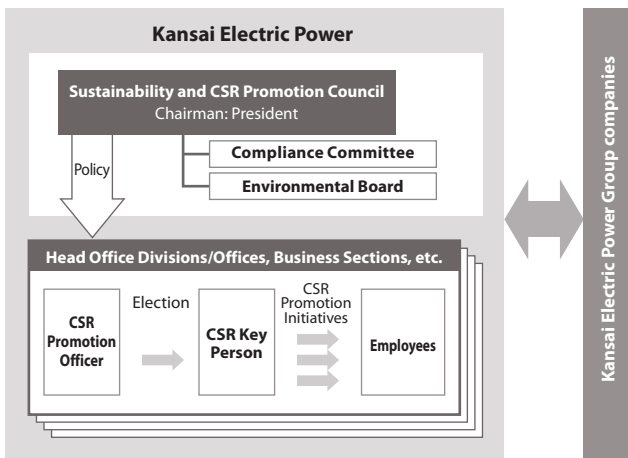 Kansai Electric Power
Sustainability and CSR Promotion Council
Chairman: President
Policy
Compliance Committee
Environmental Board
Head Office Divisions/Offices, Business Sections, etc.
CSR
Promotion
Officer
Election
CSR Key
Person
CSR
Promotion
Initiatives
Employees
Kansai Electric Power Group companies